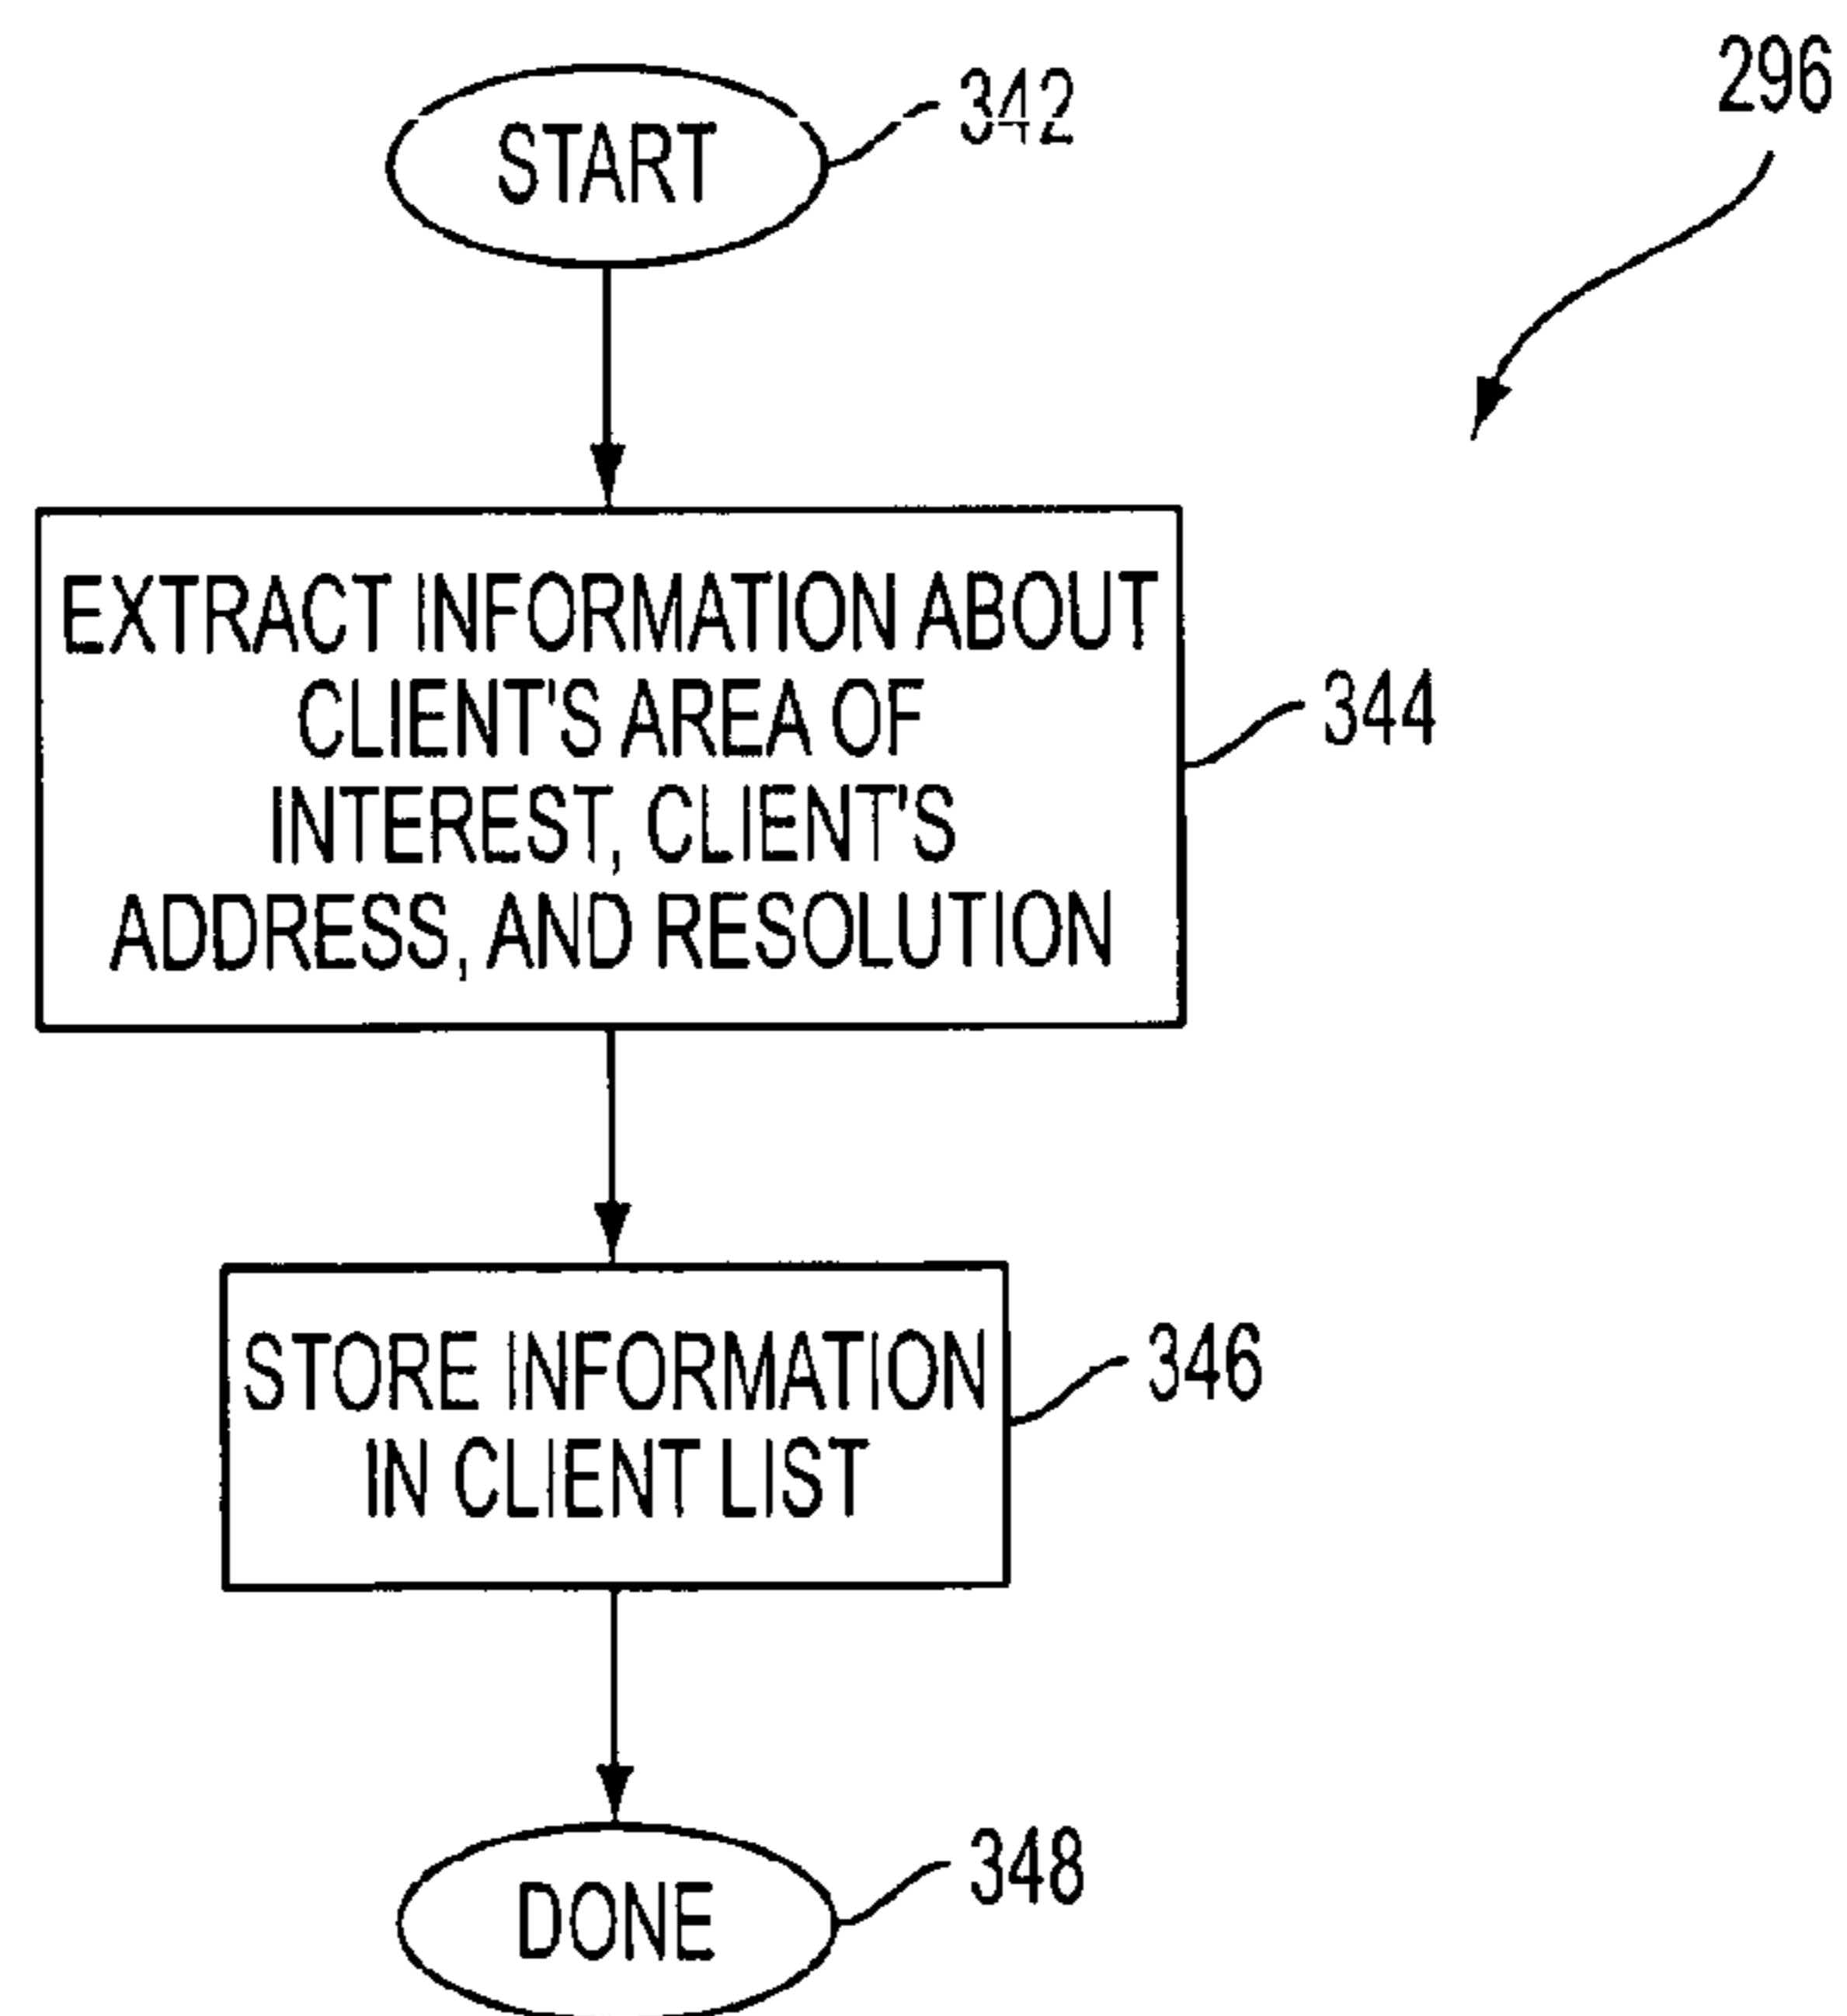 296
START
342
EXTRACT INFORMATION ABOUT
CLIENT'S AREA OF
INTEREST, CLIENT'S
ADDRESS, AND RESOLUTION
344
STORE INFORMATION
IN CLIENT LIST
346
DONE
348